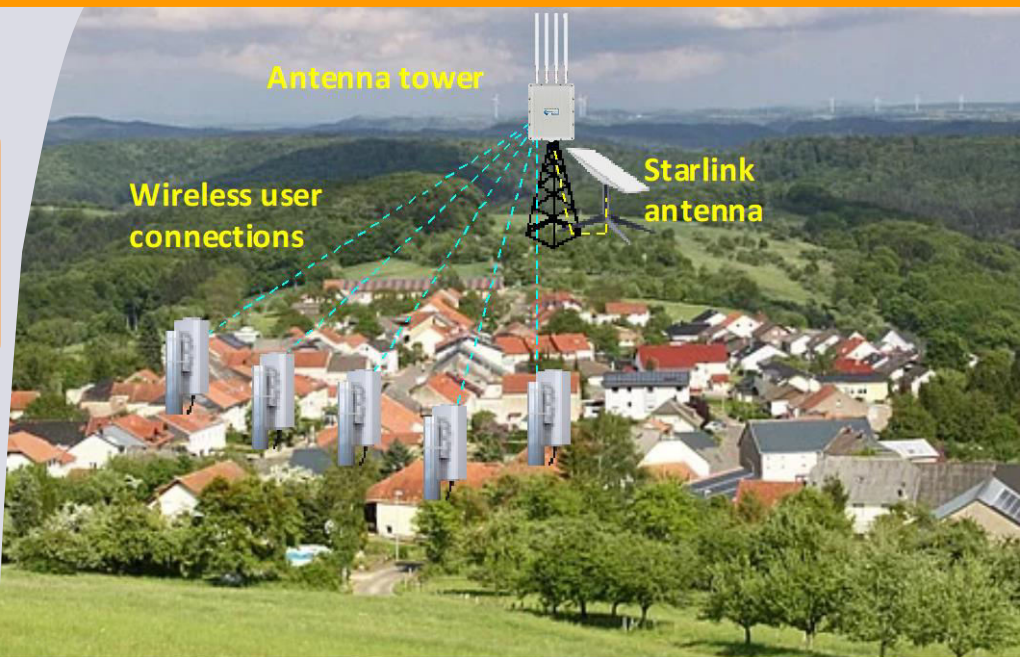 Antenna tower
Starlink
antenna
Wireless user
connections